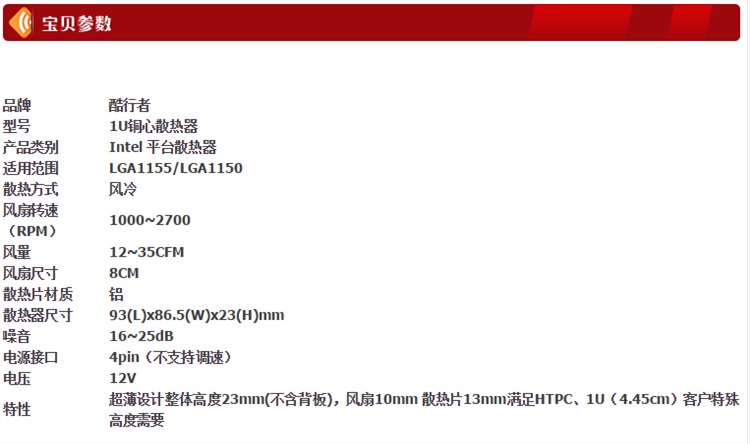 宝贝参数
品牌 酷行者
型号 1U铜心散热器
产品类别 Intel 平台散热器
适用范围 LGA1155/LGA1150
散热方式 风冷
风扇转速
（RPM） 1000~2700
风量 12~35CFM
风扇尺寸 8CM
散热片材质 铝
散热器尺寸 93(L)x86.5(W)x23(H)mm
噪音 16~25dB
电源接口 4pin（不支持调速）
电压 12V
特性 超薄设计整体高度23mm(不含背板)，风扇10mm 散热片13mm满足HTPC、1U（4.45cm）客户特殊
高度需要